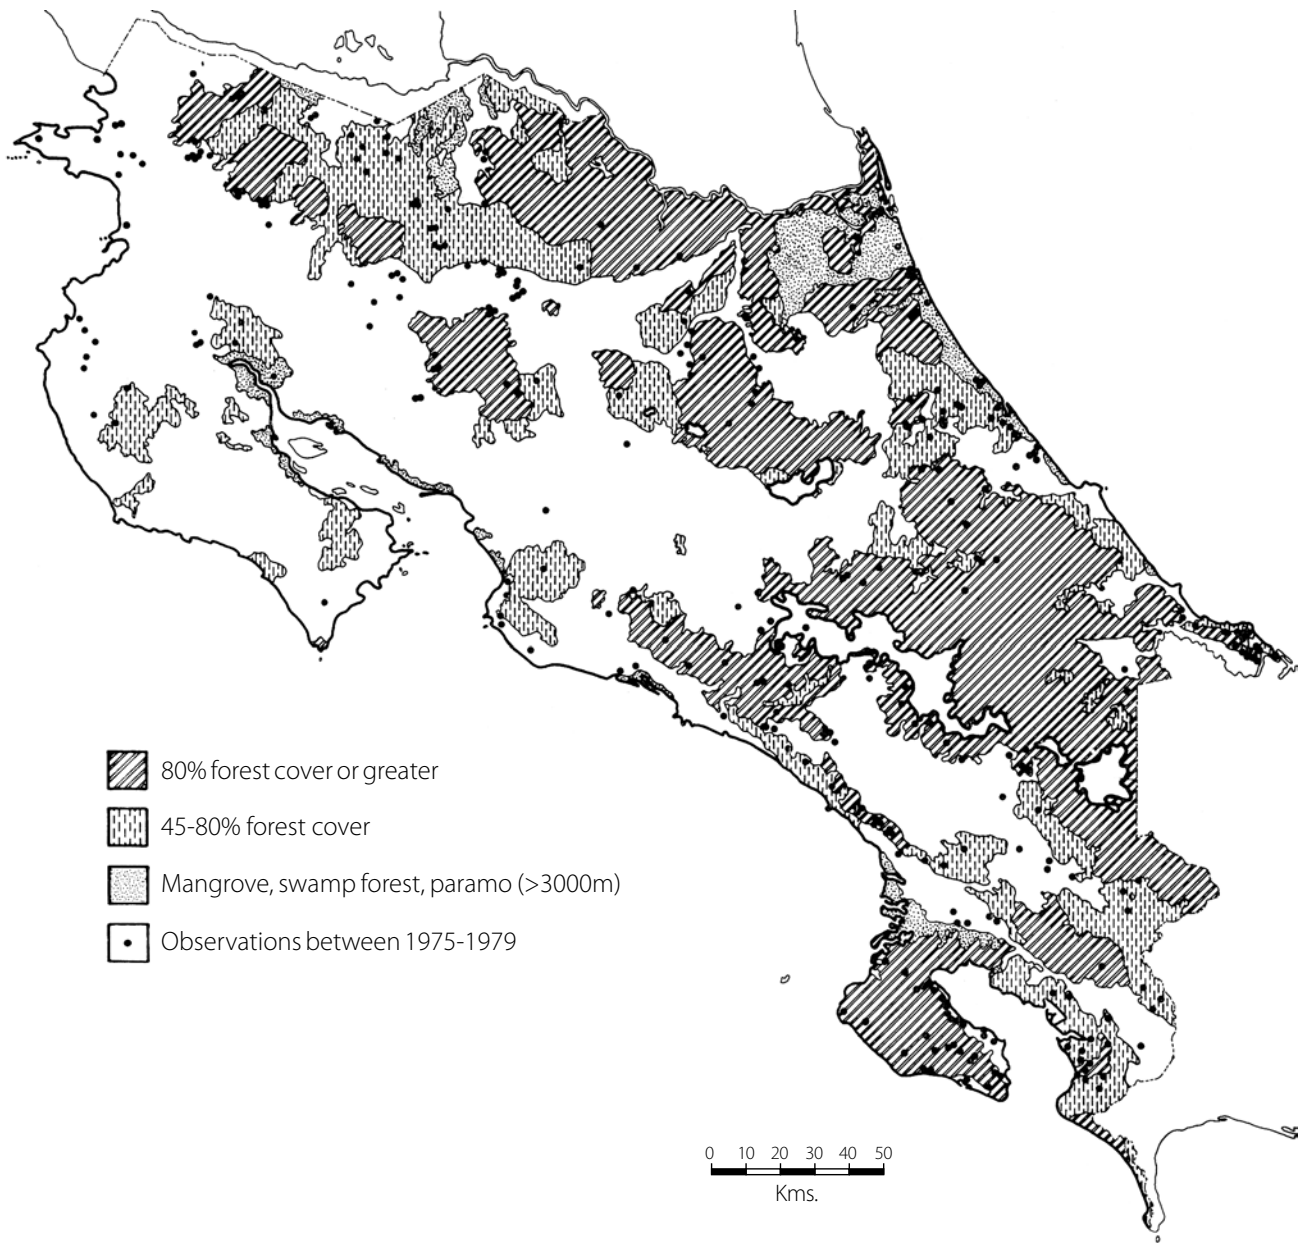 80% forest cover or greater
45-80% forest cover
Mangrove, swamp forest, paramo (>3000m)
Observations between 1975-1979
0 10 20 30 40 50
Kms.